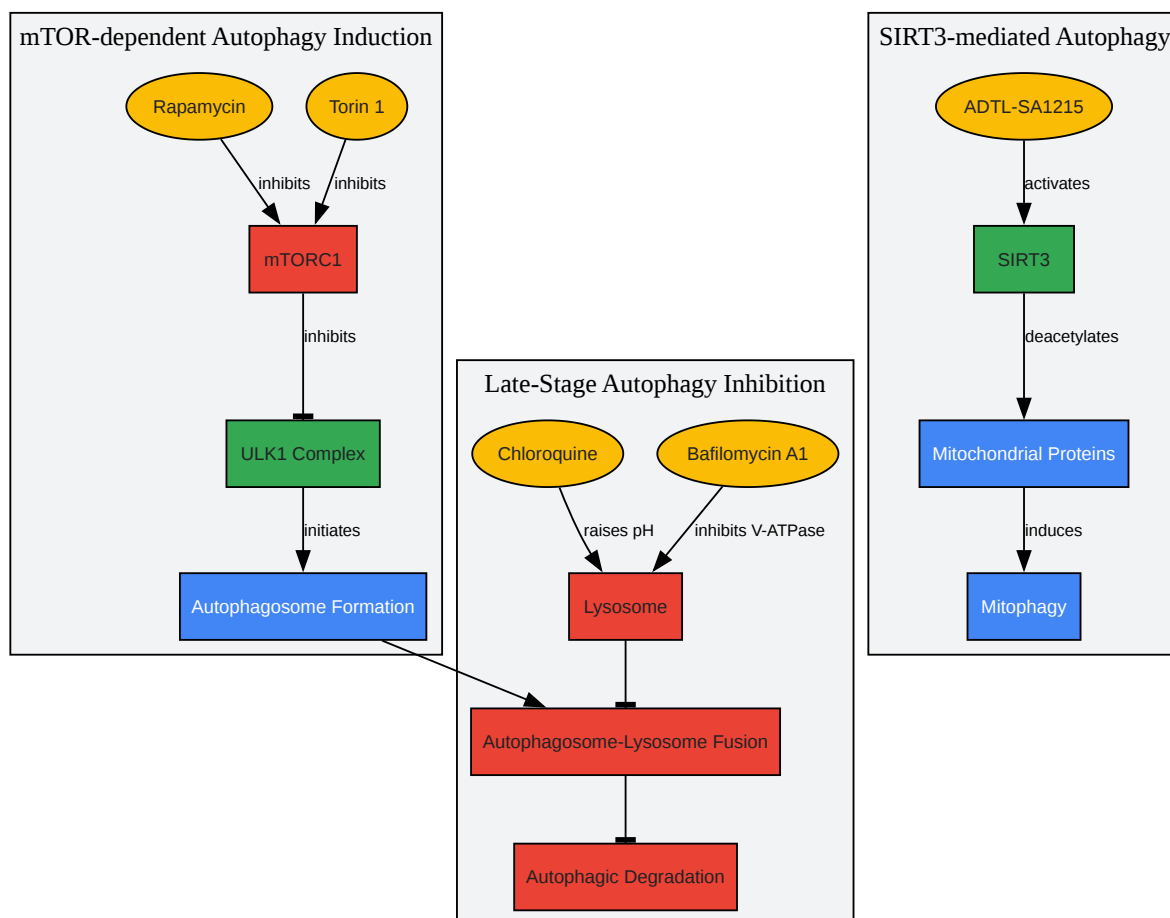 mTOR-dependent Autophagy Induction
Rapamycin
Torin 1
inhibits
inhibits
mTORC1
inhibits
ULK1 Complex
initiates
Autophagosome Formation
Late-Stage Autophagy Inhibition
Chloroquine
Bafilomycin A1
raises pH
inhibits V-ATPase
Lysosome
Autophagosome-Lysosome Fusion
Autophagic Degradation
SIRT3-mediated Autophagy
ADTL-SA1215
activates
SIRT3
deacetylates
Mitochondrial Proteins
induces
Mitophagy